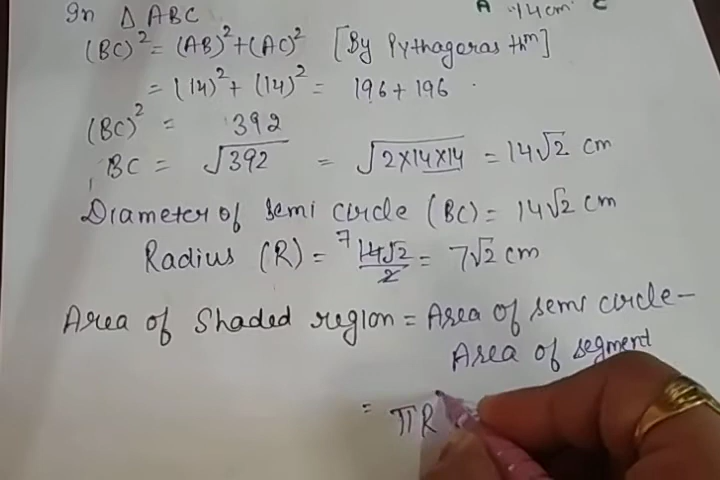 A 14cm C
In △ ABC
(BC)² = (AB)² + (AC)² [By Pythagoras thm]
= (14)² + (14)² = 196 + 196
(BC)² = 392
BC = √392 = √2×14×14 = 14√2 cm
Diameter of semi circle (BC) = 14√2 cm
Radius (R) = 7 14√2/2 = 7√2 cm
Area of Shaded region = Area of semi circle –
Area of segment
= πR